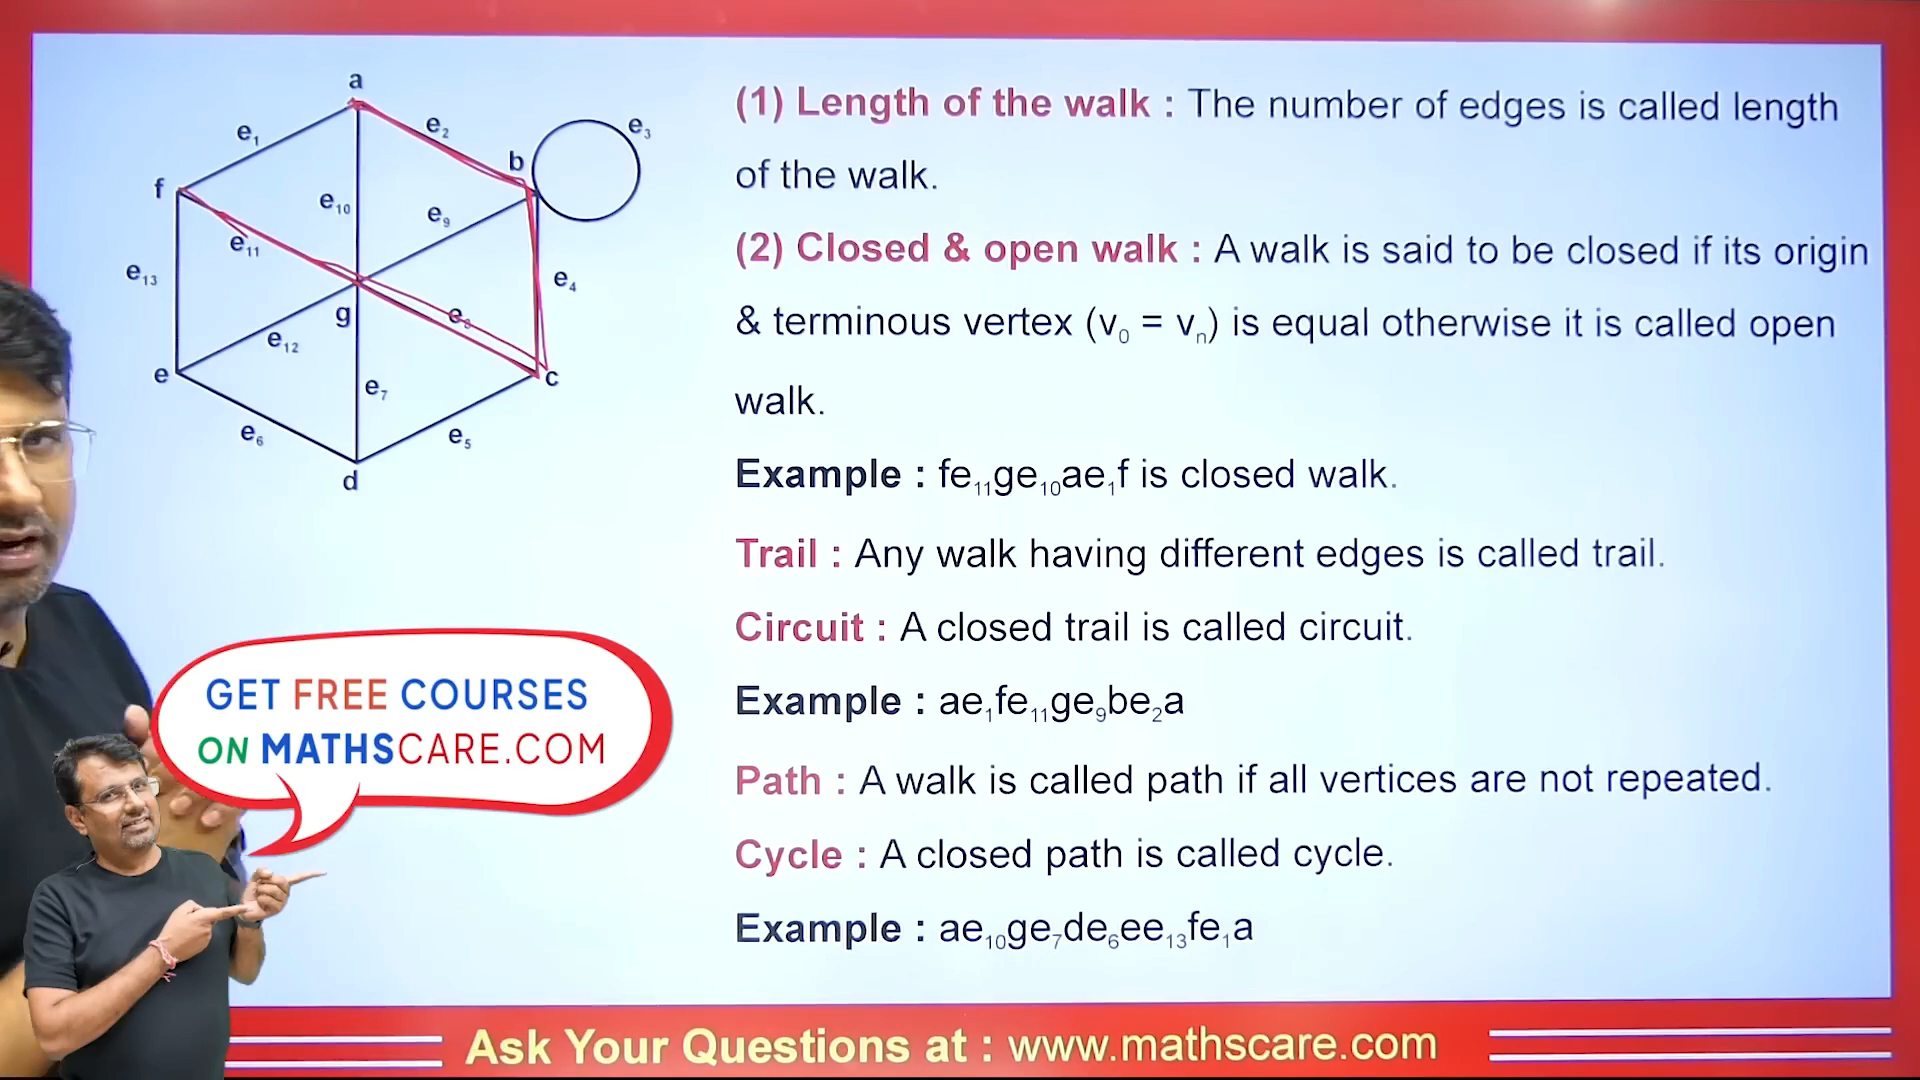 a
e₁
e₂
e₃
b
f
e₁₀
e₉
e₁₁
e₁₃
e₄
g
e₈
e₁₂
e
c
e₇
e₆
e₅
d
(1) Length of the walk : The number of edges is called length
of the walk.
(2) Closed & open walk : A walk is said to be closed if its origin
& terminous vertex (v₀ = vₙ) is equal otherwise it is called open
walk.
Example : fe₁₁ge₁₀ae₁f is closed walk.
Trail : Any walk having different edges is called trail.
Circuit : A closed trail is called circuit.
Example : ae₁fe₁₁ge₉be₂a
Path : A walk is called path if all vertices are not repeated.
Cycle : A closed path is called cycle.
Example : ae₁₀ge₇de₆ee₁₃fe₁a
GET FREE COURSES
ON MATHSCARE.COM
Ask Your Questions at : www.mathscare.com